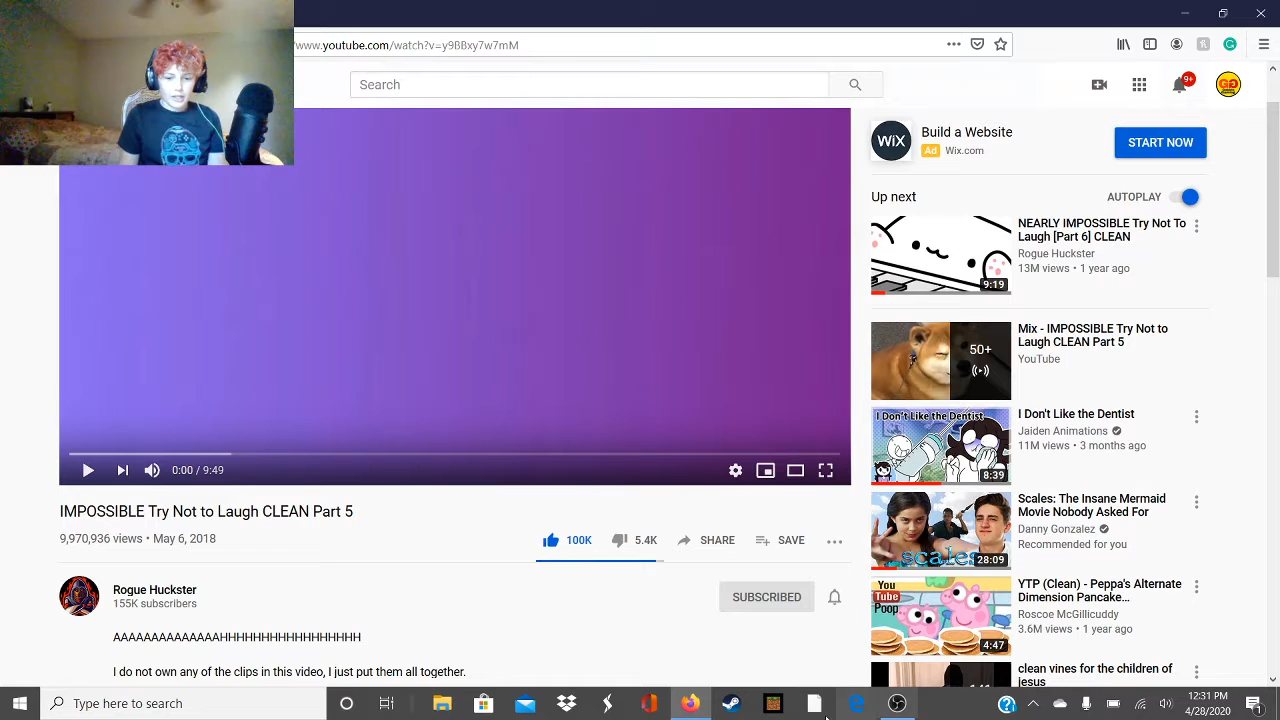 www.youtube.com/watch?v=y9BBxy7w7mM
Search
9+
WiX
Build a Website
Ad Wix.com
START NOW
Up next
AUTOPLAY
NEARLY IMPOSSIBLE Try Not To
Laugh [Part 6] CLEAN
Rogue Huckster
13M views • 1 year ago
9:19
Mix - IMPOSSIBLE Try Not to
Laugh CLEAN Part 5
YouTube
50+
I Don't Like the Dentist
I Don't Like the Dentist
Jaiden Animations
11M views • 3 months ago
8:39
Scales: The Insane Mermaid
Movie Nobody Asked For
Danny Gonzalez
Recommended for you
scales
28:09
YTP (Clean) - Peppa's Alternate
Dimension Pancake...
Roscoe McGillicuddy
3.6M views • 1 year ago
You
Tube
Poop
4:47
clean vines for the children of
jesus
0:00 / 9:49
IMPOSSIBLE Try Not to Laugh CLEAN Part 5
9,970,936 views • May 6, 2018
100K
5.4K
SHARE
SAVE
Rogue Huckster
155K subscribers
SUBSCRIBED
AAAAAAAAAAAAAAHHHHHHHHHHHHHHHHH
I do not own any of the clips in this video, I just put them all together.
Type here to search
12:31 PM
4/28/2020
1